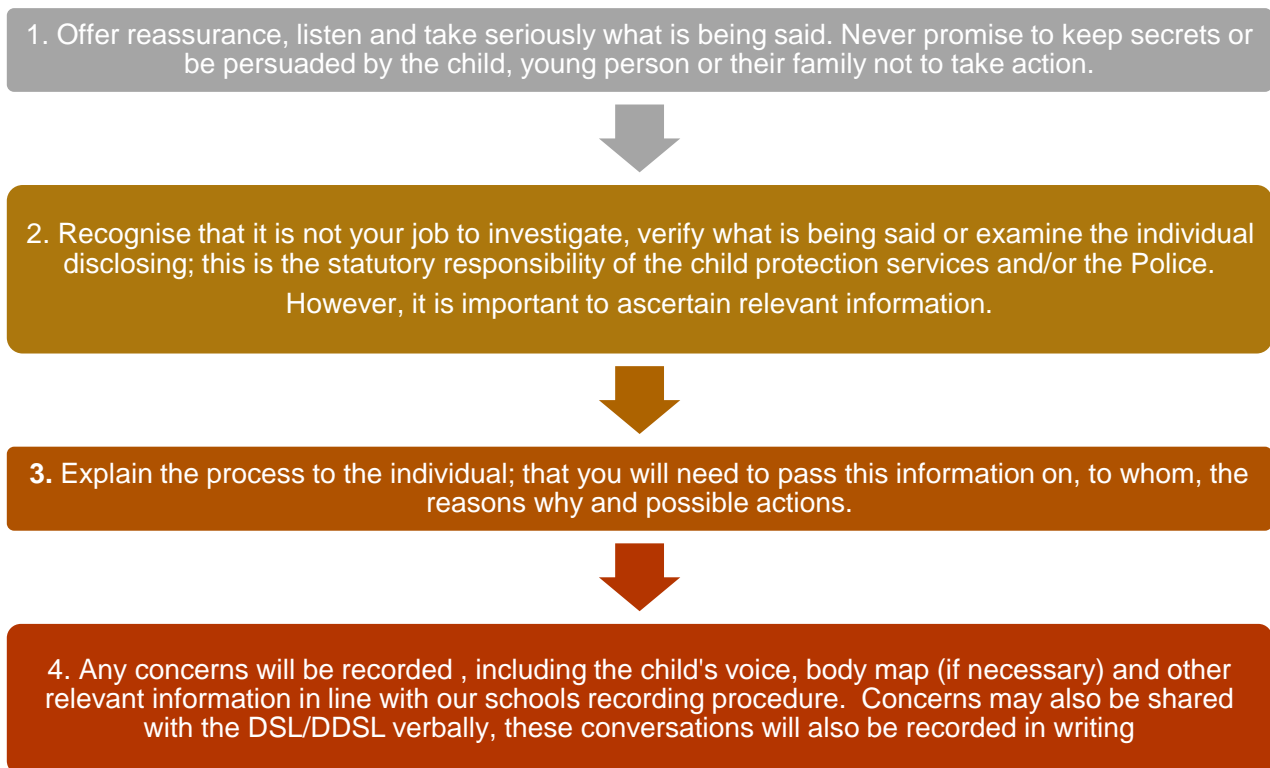 1. Offer reassurance, listen and take seriously what is being said. Never promise to keep secrets or
be persuaded by the child, young person or their family not to take action.
2. Recognise that it is not your job to investigate, verify what is being said or examine the individual
disclosing; this is the statutory responsibility of the child protection services and/or the Police.
However, it is important to ascertain relevant information.
3. Explain the process to the individual; that you will need to pass this information on, to whom, the
reasons why and possible actions.
4. Any concerns will be recorded , including the child's voice, body map (if necessary) and other
relevant information in line with our schools recording procedure.  Concerns may also be shared
with the DSL/DDSL verbally, these conversations will also be recorded in writing